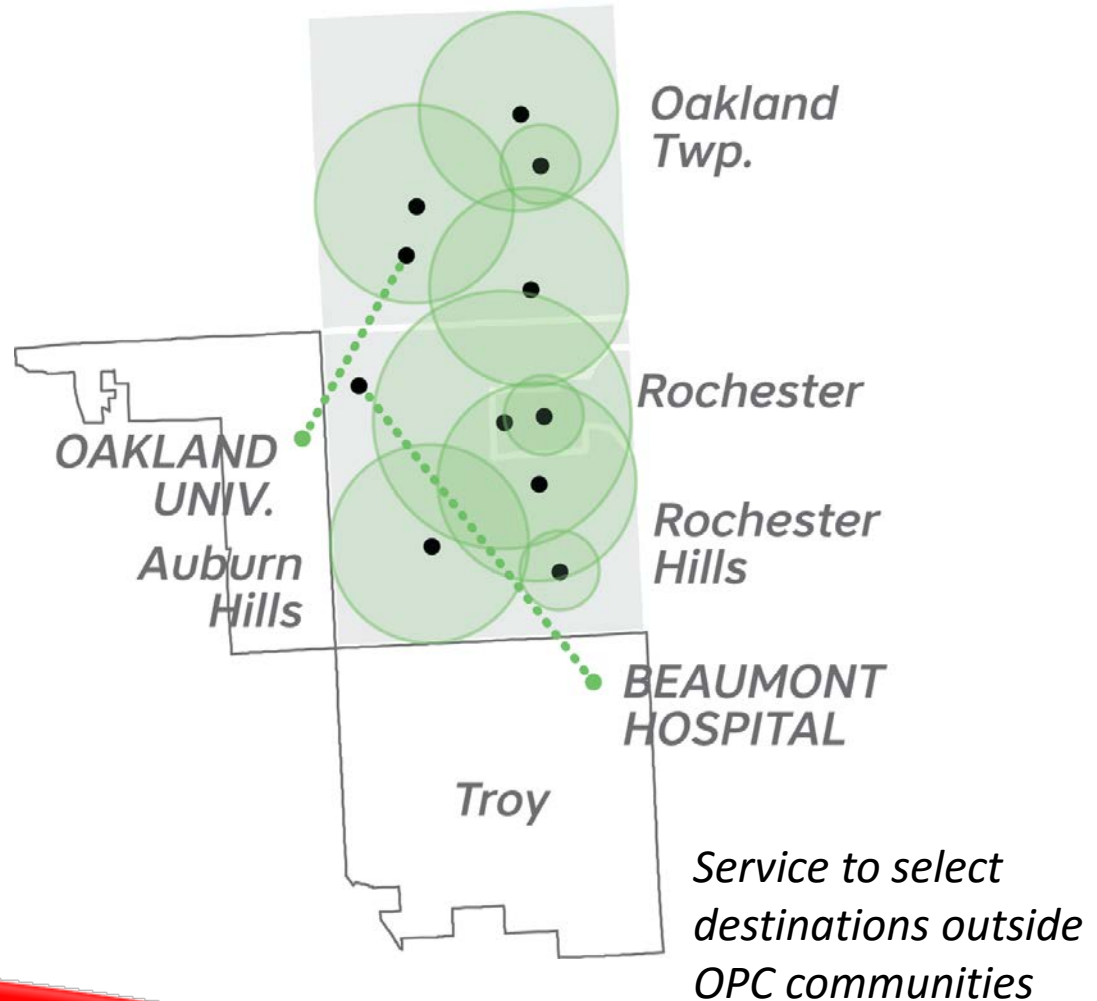 Oakland
Twp.
Rochester
OAKLAND
UNIV.
Rochester
Hills
Auburn
Hills
BEAUMONT
HOSPITAL
Troy
Service to select
destinations outside
OPC communities